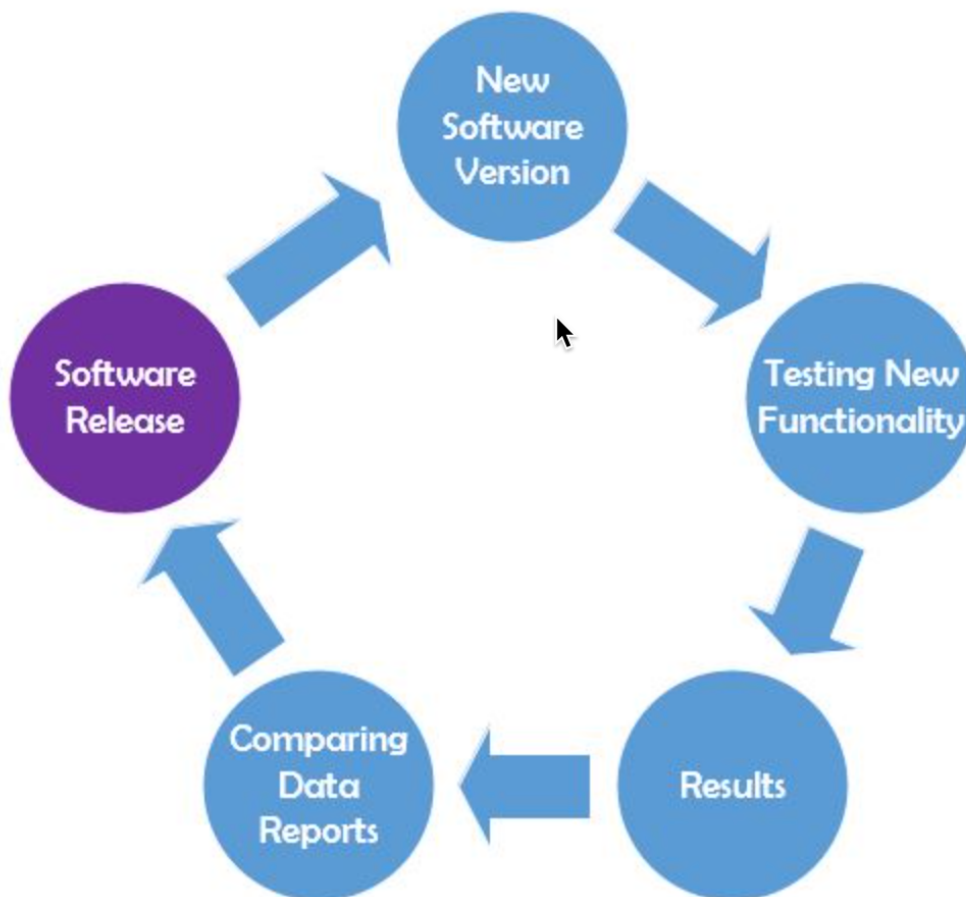 New
Software
Version
Testing New
Functionality
Results
Comparing
Data
Reports
Software
Release